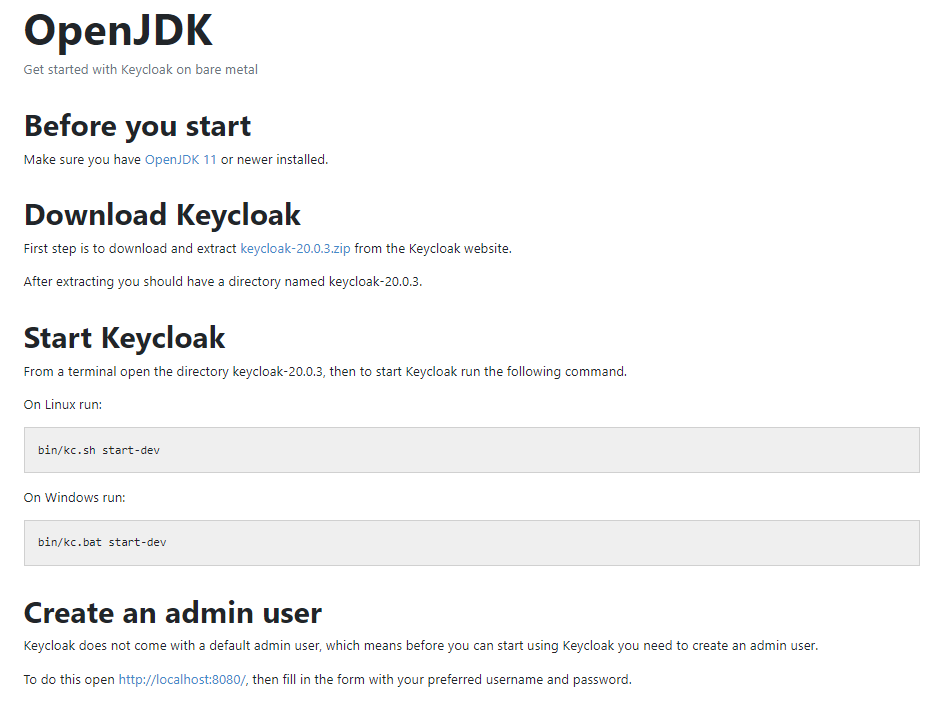 OpenJDK
Get started with Keycloak on bare metal
Before you start
Make sure you have OpenJDK 11 or newer installed.
Download Keycloak
First step is to download and extract keycloak-20.0.3.zip from the Keycloak website.
After extracting you should have a directory named keycloak-20.0.3.
Start Keycloak
From a terminal open the directory keycloak-20.0.3, then to start Keycloak run the following command.
On Linux run:
bin/kc.sh start-dev
On Windows run:
bin/kc.bat start-dev
Create an admin user
Keycloak does not come with a default admin user, which means before you can start using Keycloak you need to create an admin user.
To do this open http://localhost:8080/, then fill in the form with your preferred username and password.